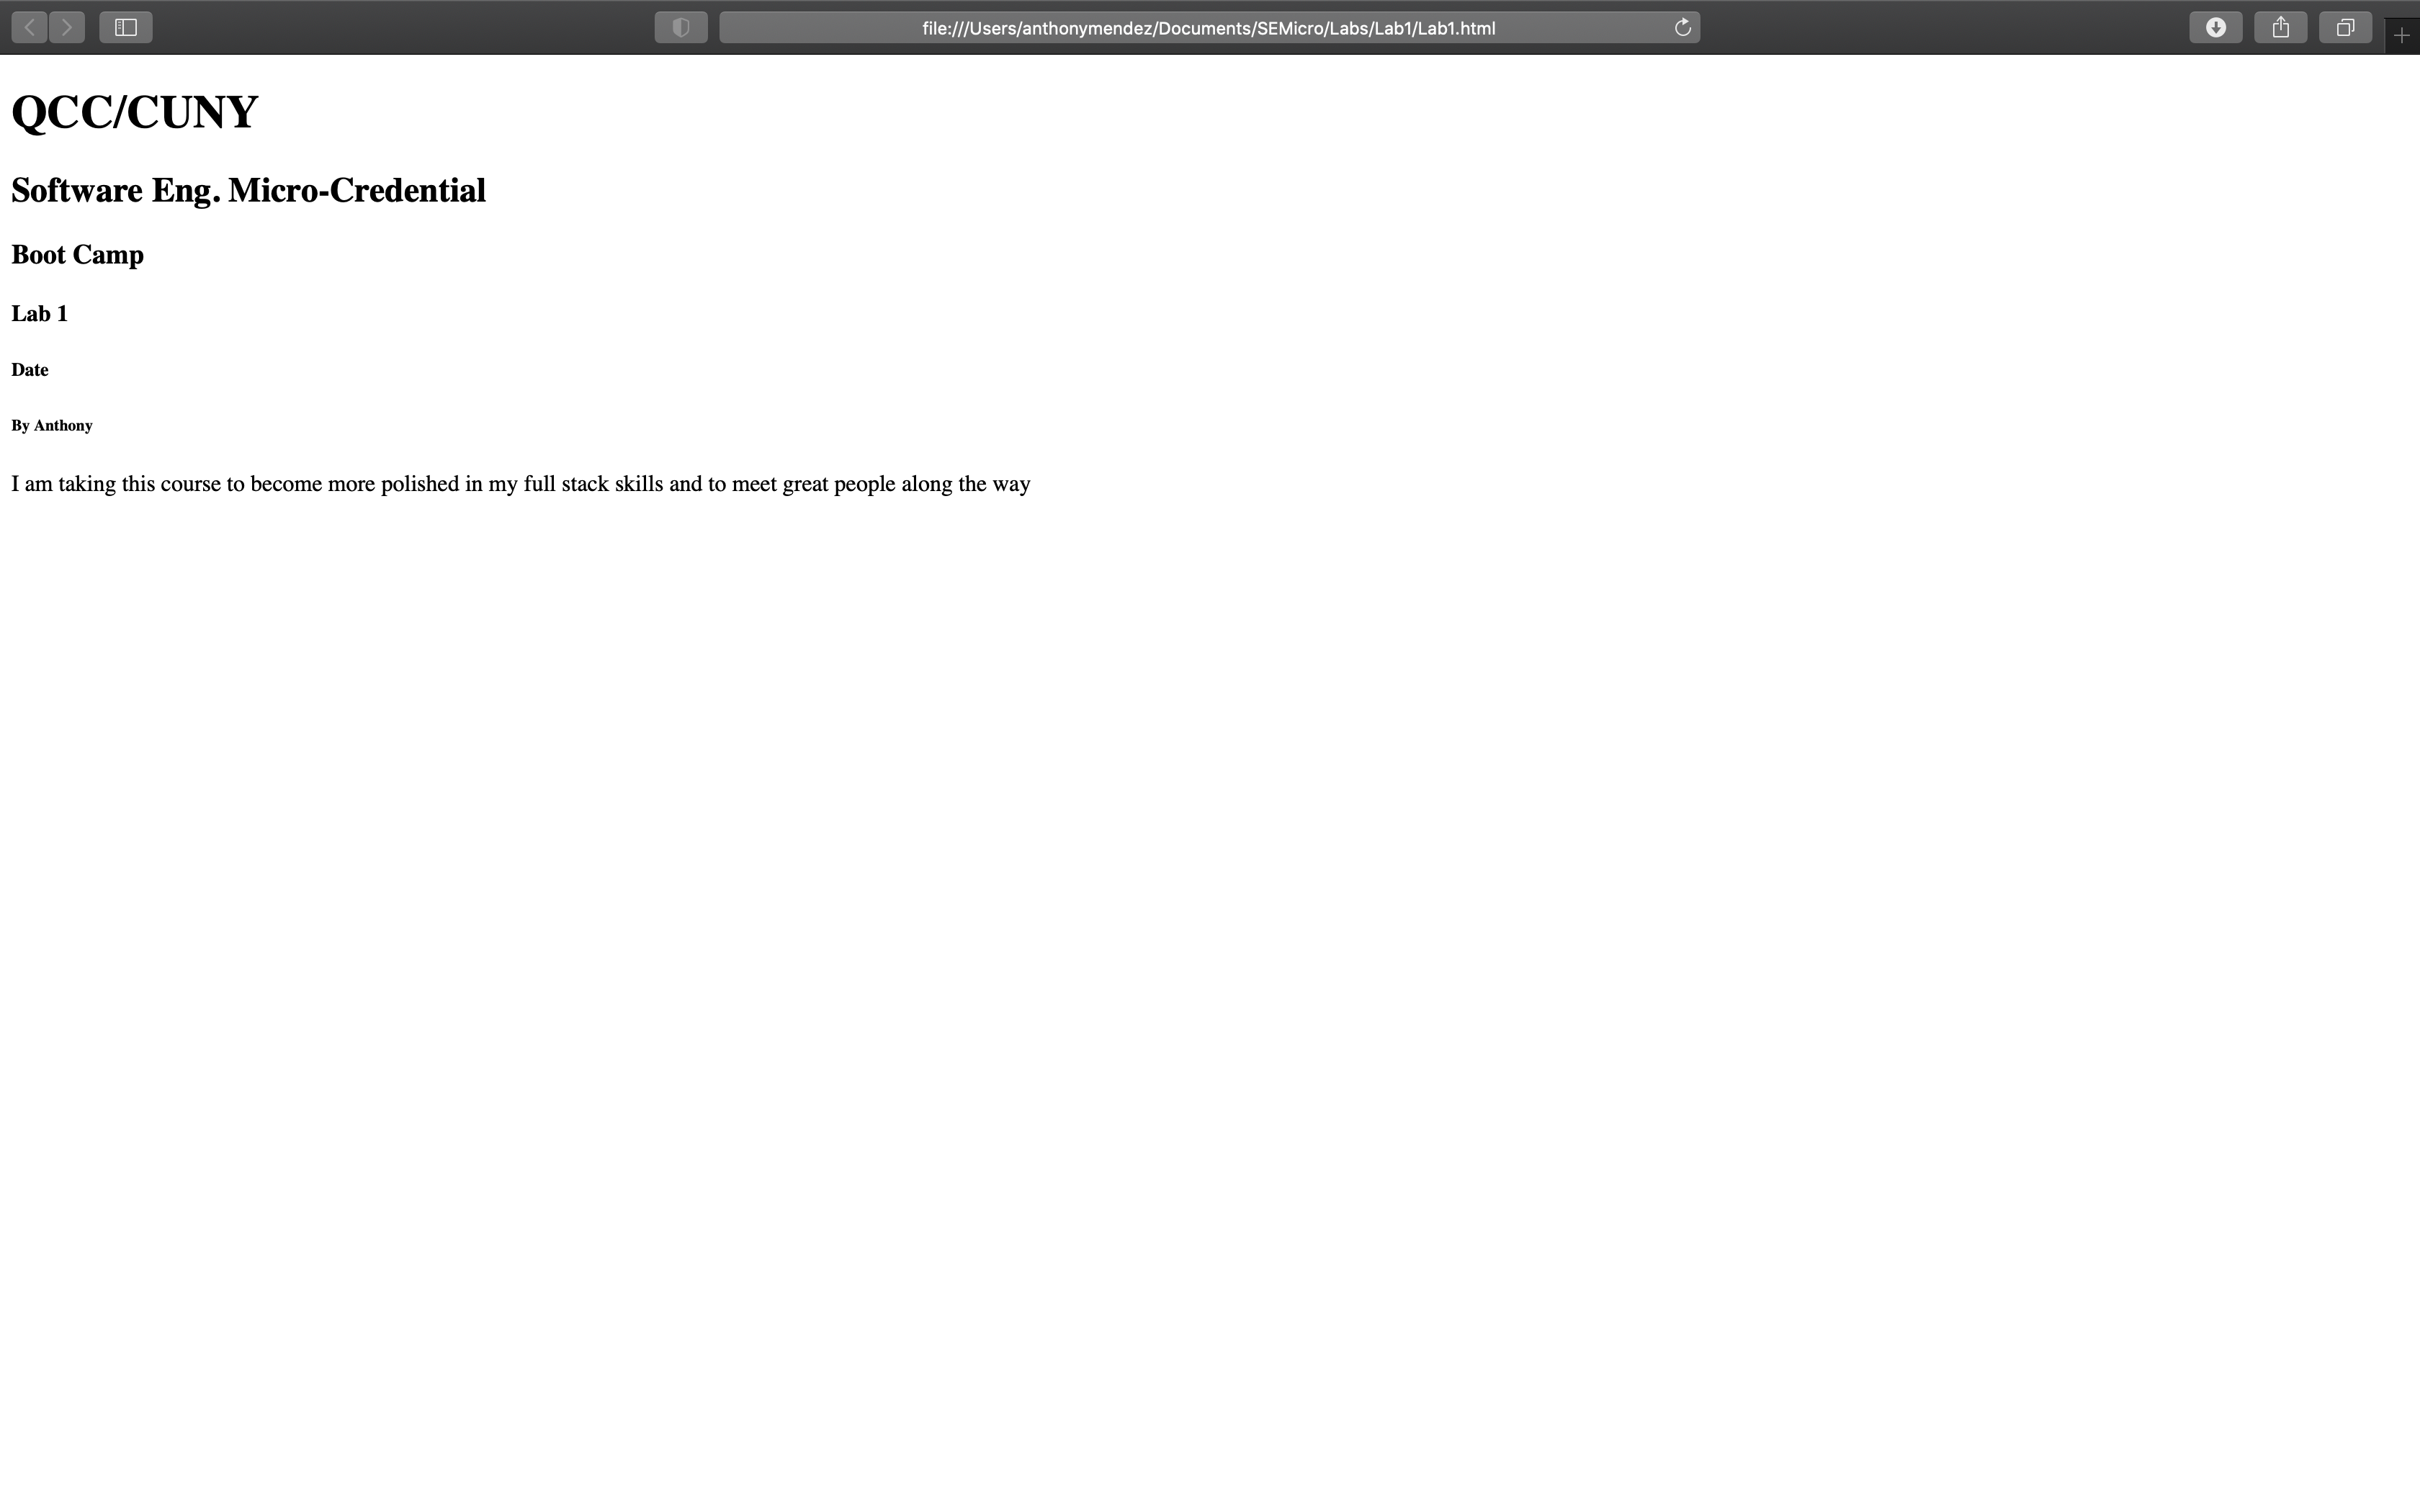 file:///Users/anthonymendez/Documents/SEMicro/Labs/Lab1/Lab1.html
QCC/CUNY
Software Eng. Micro-Credential
Boot Camp
Lab 1
Date
By Anthony
I am taking this course to become more polished in my full stack skills and to meet great people along the way